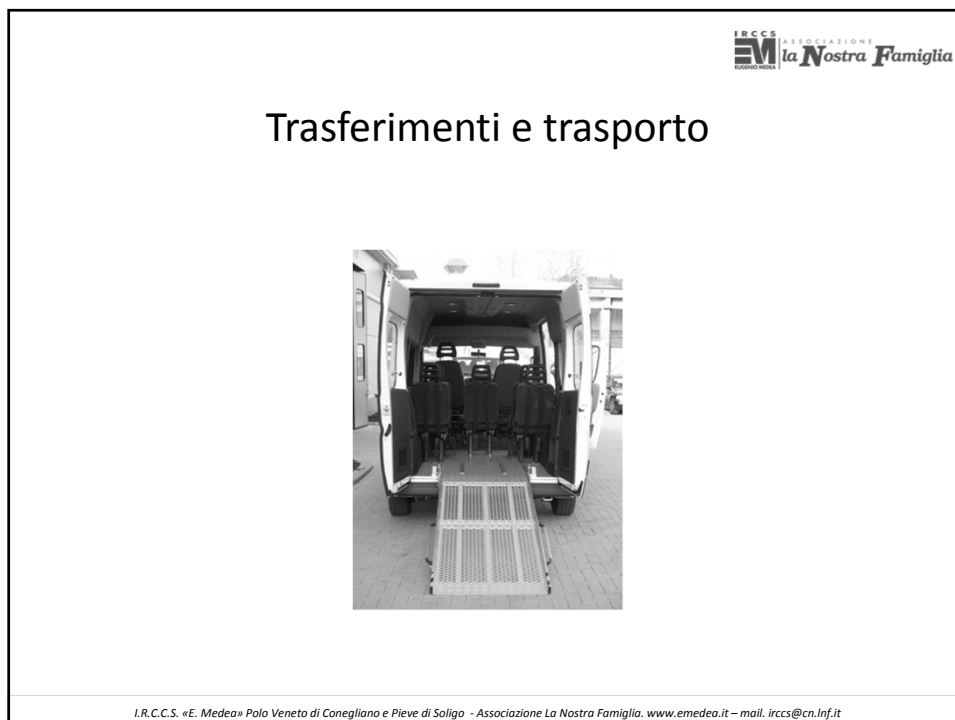 IRCCS
EUGENIO MEDEA
ASSOCIAZIONE
la Nostra Famiglia
Trasferimenti e trasporto
I.R.C.C.S. «E. Medea» Polo Veneto di Conegliano e Pieve di Soligo - Associazione La Nostra Famiglia. www.emedea.it – mail. irccs@cn.lnf.it